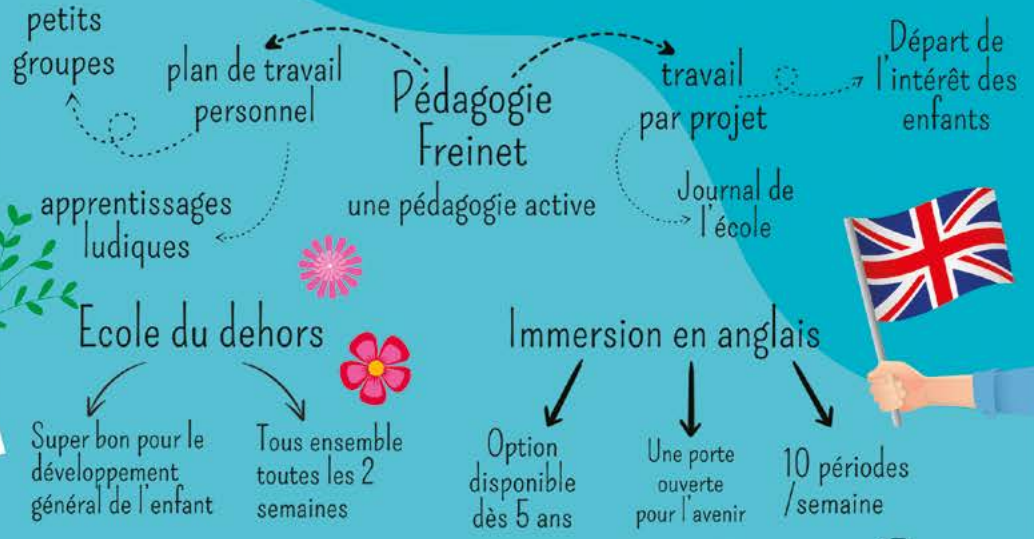 petits
groupes
plan de travail
personnel
Pédagogie
Freinet
une pédagogie active
travail
par projet
Départ de
l'intérêt des
enfants
apprentissages
ludiques
Journal de
l'école
Ecole du dehors
Super bon pour le
développement
général de l'enfant
Tous ensemble
toutes les 2
semaines
Immersion en anglais
Option
disponible
dès 5 ans
Une porte
ouverte
pour l'avenir
10 périodes
/semaine